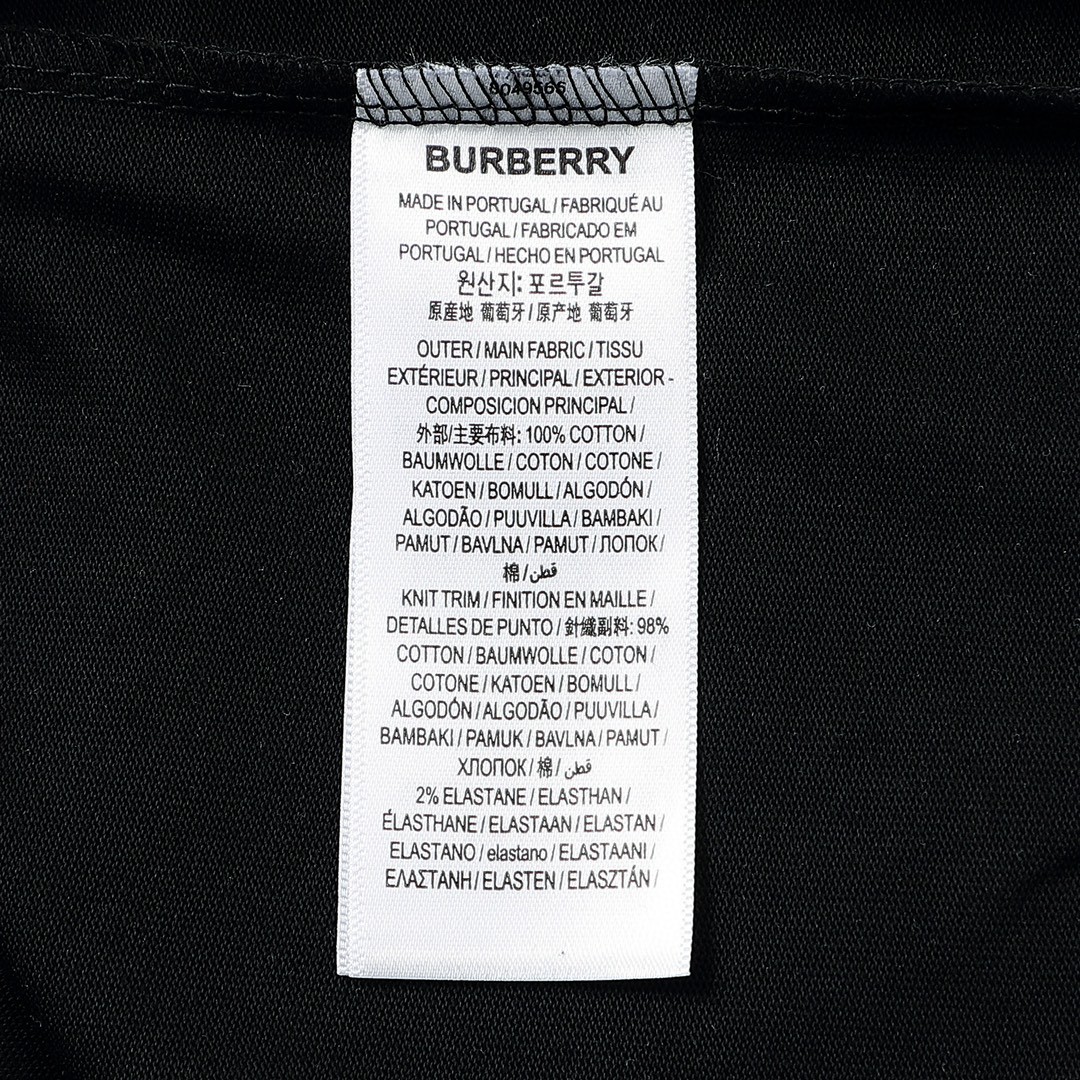 8049566
BURBERRY
MADE IN PORTUGAL / FABRIQUÉ AU
PORTUGAL / FABRICADO EM
PORTUGAL / HECHO EN PORTUGAL
원산지: 포르투갈
原産地 葡萄牙 / 原产地 葡萄牙
OUTER / MAIN FABRIC / TISSU
EXTÉRIEUR / PRINCIPAL / EXTERIOR -
COMPOSICION PRINCIPAL /
外部/主要布料: 100% COTTON /
BAUMWOLLE / COTON / COTONE /
KATOEN / BOMULL / ALGODÓN /
ALGODÃO / PUUVILLA / BAMBAKI /
PAMUT / BAVLNA / PAMUT / ЛОПОК /
棉 / قطن
KNIT TRIM / FINITION EN MAILLE /
DETALLES DE PUNTO / 針織副料: 98%
COTTON / BAUMWOLLE / COTON /
COTONE / KATOEN / BOMULL /
ALGODÓN / ALGODÃO / PUUVILLA /
BAMBAKI / PAMUK / BAVLNA / PAMUT /
ХЛОПОК / 棉 / قطن
2% ELASTANE / ELASTHAN /
ÉLASTHANE / ELASTAAN / ELASTAN /
ELASTANO / elastano / ELASTAANI /
ΕΛΑΣΤΑΝΗ / ELASTEN / ELASZTÁN /